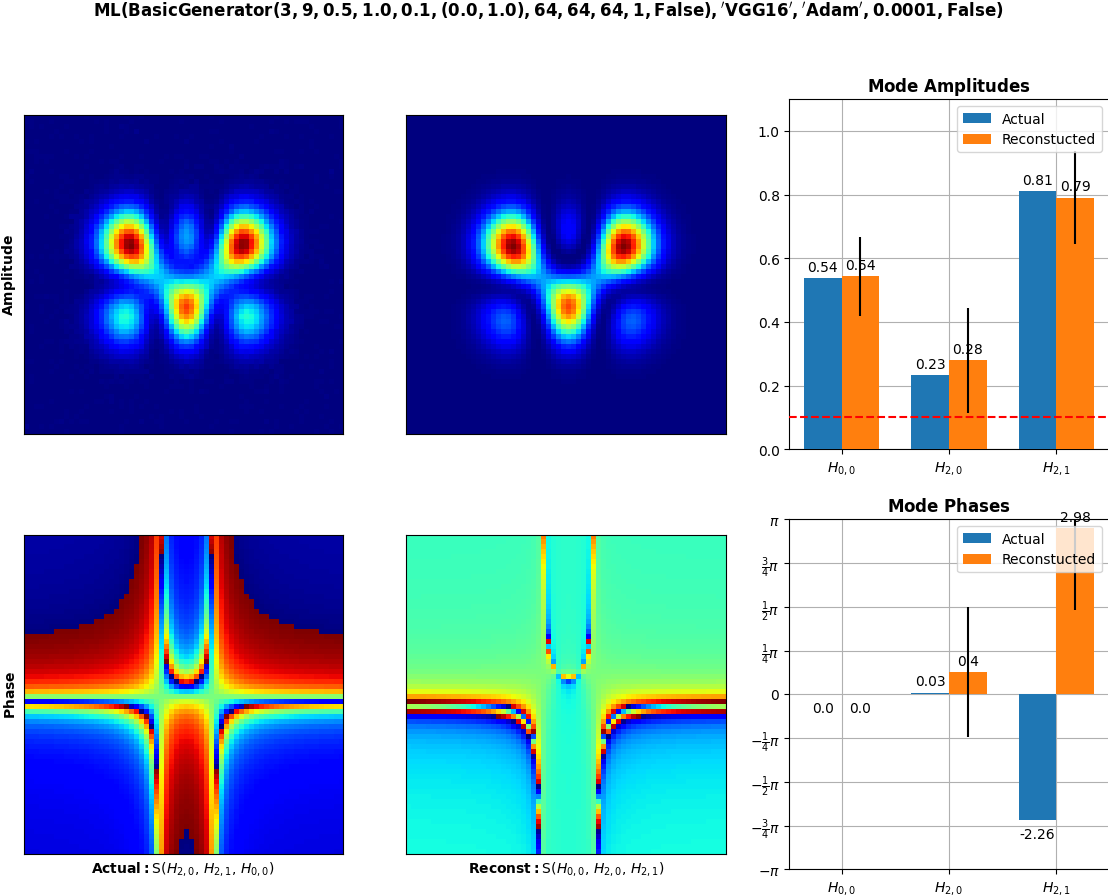 ML(BasicGenerator(3, 9, 0.5, 1.0, 0.1, (0.0, 1.0), 64, 64, 64, 1, False), ′VGG16′, ′Adam′, 0.0001, False)
Amplitude
Mode Amplitudes
Actual
Reconstucted
1.0
0.8
0.6
0.4
0.2
0.0
0.54
0.54
0.23
0.28
0.81
0.79
H0,0
H2,0
H2,1
Phase
Actual: S(H2,0, H2,1, H0,0)
Reconst: S(H0,0, H2,0, H2,1)
Mode Phases
Actual
Reconstucted
π
3/4π
1/2π
1/4π
0
−1/4π
−1/2π
−3/4π
−π
0.0
0.0
0.03
0.4
-2.26
2.98
H0,0
H2,0
H2,1